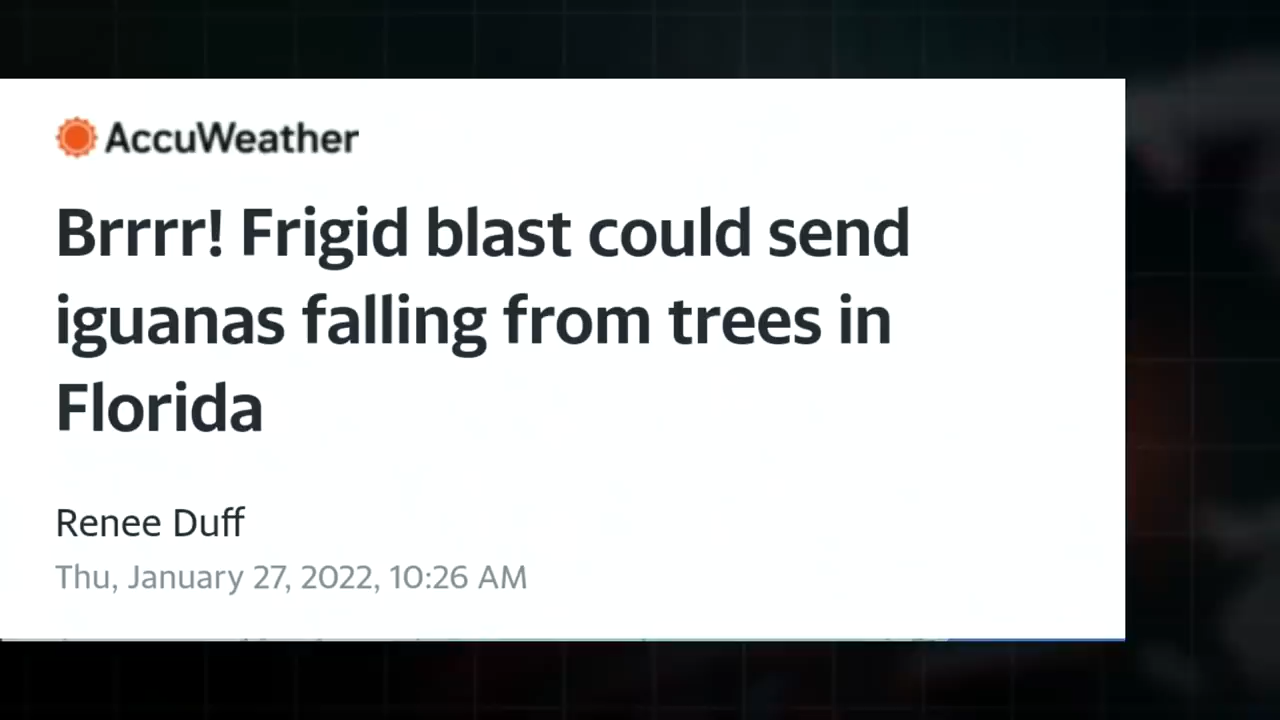 AccuWeather
Brrrr! Frigid blast could send
iguanas falling from trees in
Florida
Renee Duff
Thu, January 27, 2022, 10:26 AM